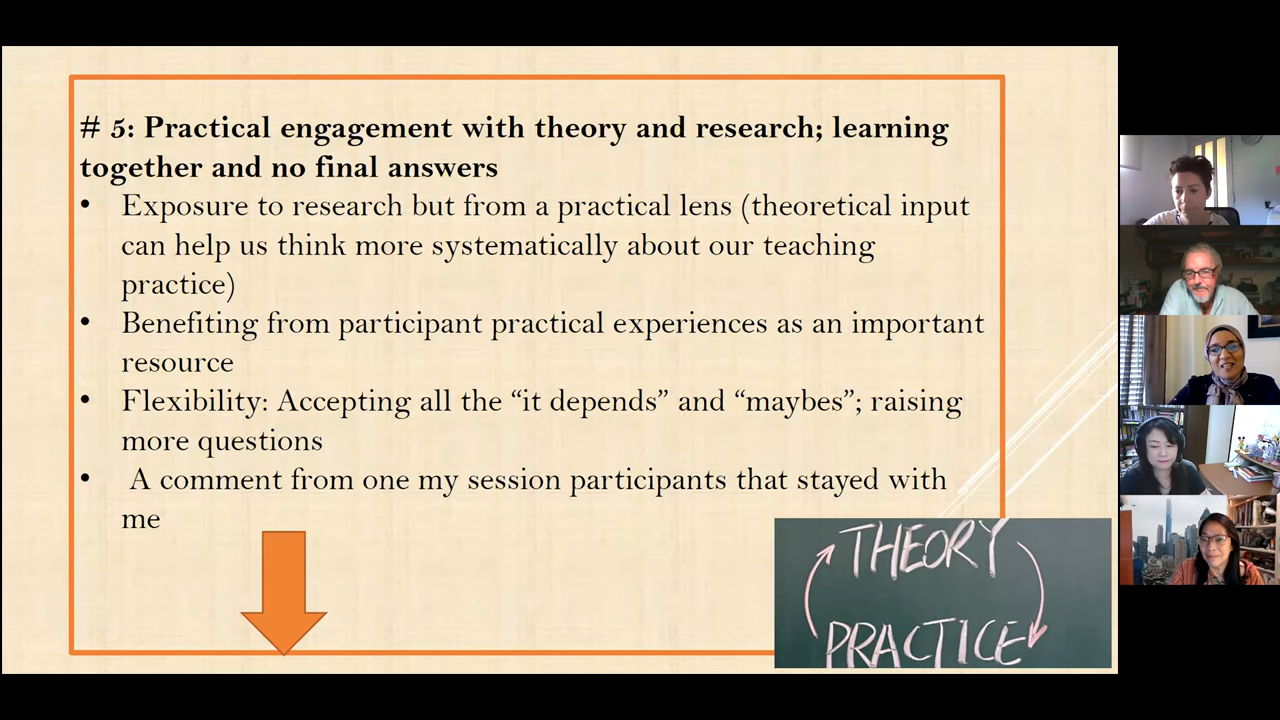 # 5: Practical engagement with theory and research; learning
together and no final answers
• Exposure to research but from a practical lens (theoretical input
can help us think more systematically about our teaching
practice)
• Benefiting from participant practical experiences as an important
resource
• Flexibility: Accepting all the “it depends” and “maybes”; raising
more questions
• A comment from one my session participants that stayed with
me
THEORY
PRACTICE